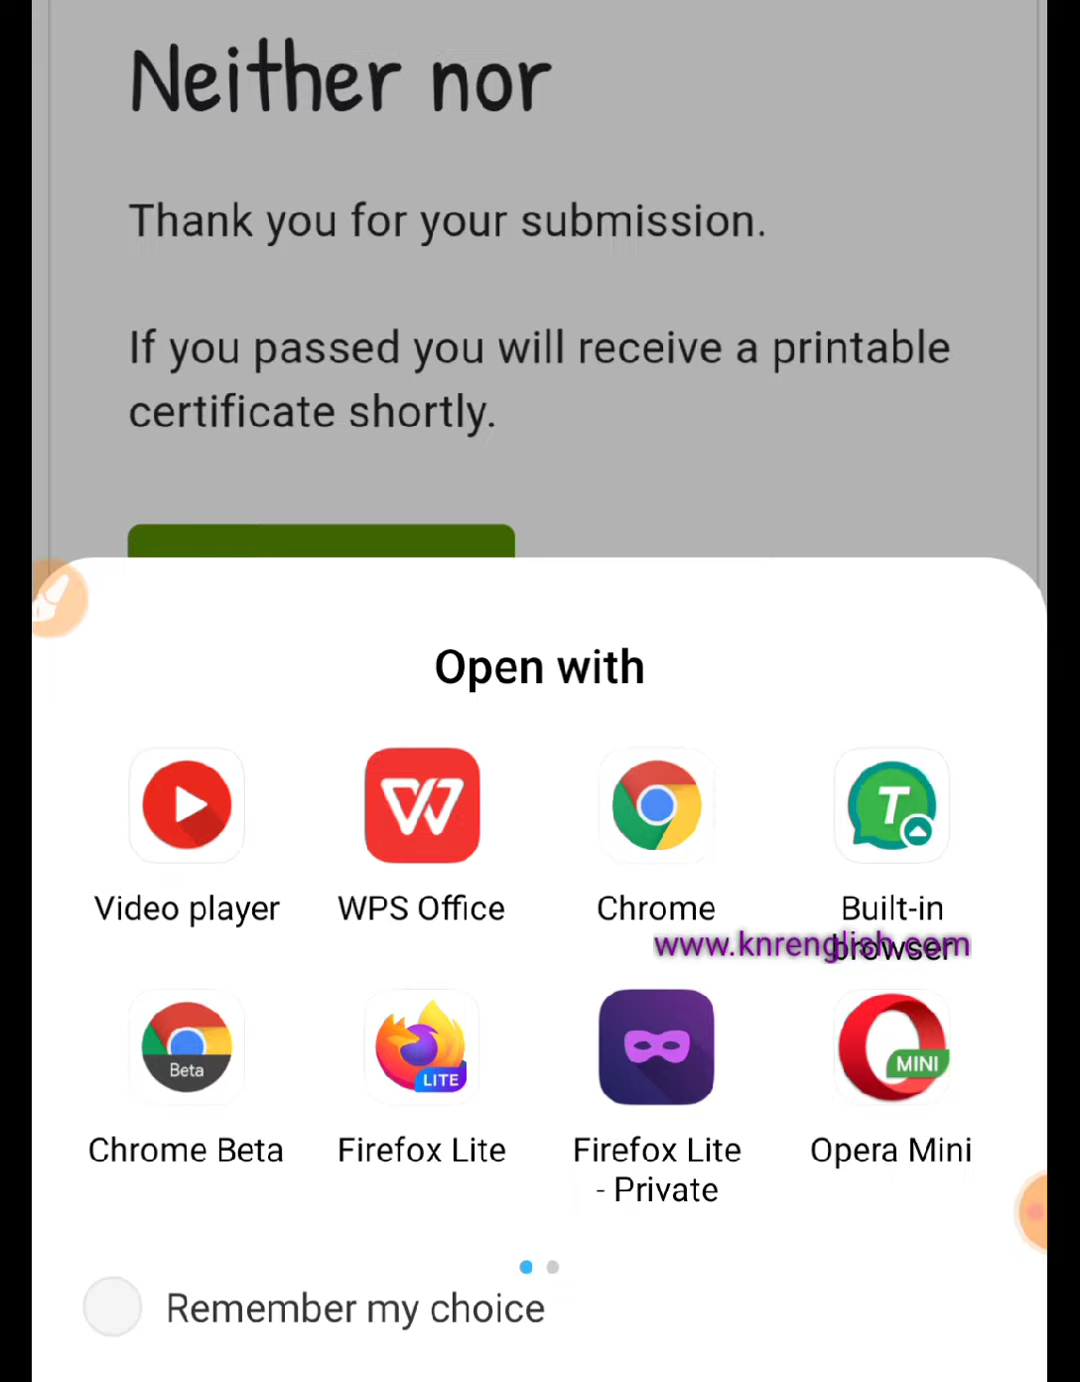 Neither nor
Thank you for your submission.
If you passed you will receive a printable
certificate shortly.
Open with
Video player
WPS Office
Chrome
Built-in
browser
www.knrenglish.com
Beta
LITE
MINI
Chrome Beta
Firefox Lite
Firefox Lite
- Private
Opera Mini
Remember my choice